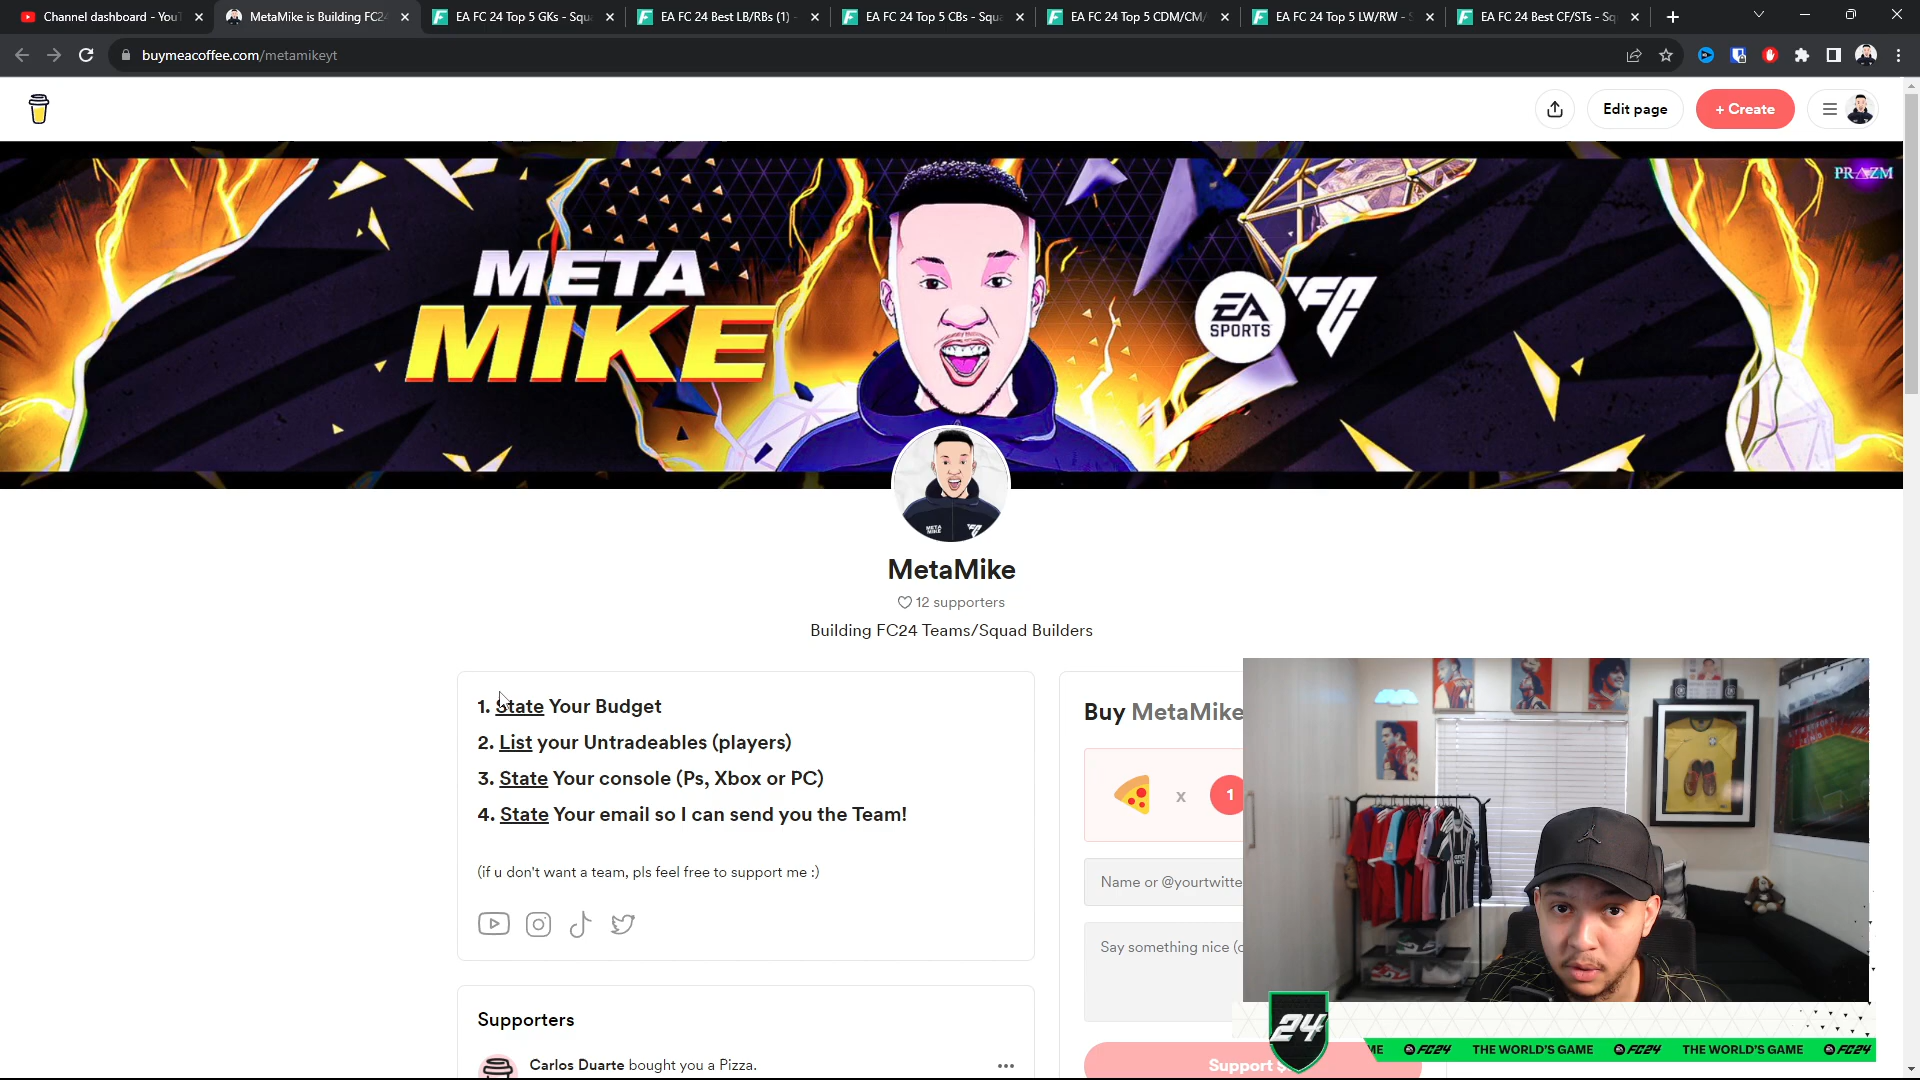 Channel dashboard - You
MetaMike is Building FC24
EA FC 24 Top 5 GKs - Squ
EA FC 24 Best LB/RBs (1)
EA FC 24 Top 5 CBs - Squ
EA FC 24 Top 5 CDM/CM/
EA FC 24 Top 5 LW/RW - S
EA FC 24 Best CF/STs - Sq
buymeacoffee.com/metamikeyt
Edit page
+ Create
PRAZM
META
MIKE
EA
SPORTS
FC
META
MIKE
MetaMike
12 supporters
Building FC24 Teams/Squad Builders
1. State Your Budget
2. List your Untradeables (players)
3. State Your console (Ps, Xbox or PC)
4. State Your email so I can send you the Team!
(if u don't want a team, pls feel free to support me :)
Buy MetaMike
x 1
Name or @yourtwitte
Say something nice (o
Support $
Supporters
Carlos Duarte bought you a Pizza.
24
ME FC24 THE WORLD'S GAME FC24 THE WORLD'S GAME FC24